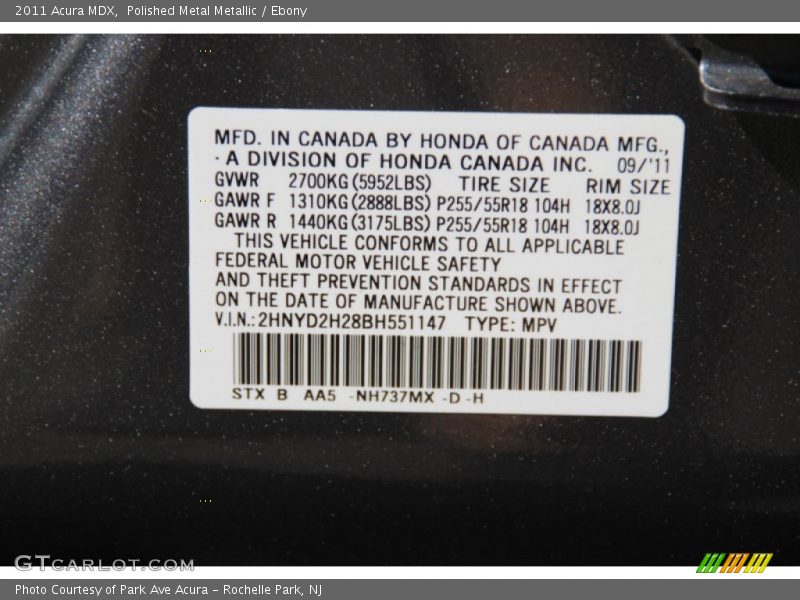 2011 Acura MDX,  Polished Metal Metallic / Ebony
MFD. IN CANADA BY HONDA OF CANADA MFG.,
· A DIVISION OF HONDA CANADA INC. 09/'11
GVWR 2700KG(5952LBS) TIRE SIZE RIM SIZE
GAWR F 1310KG(2888LBS) P255/55R18 104H 18X8.0J
GAWR R 1440KG(3175LBS) P255/55R18 104H 18X8.0J
THIS VEHICLE CONFORMS TO ALL APPLICABLE
FEDERAL MOTOR VEHICLE SAFETY
AND THEFT PREVENTION STANDARDS IN EFFECT
ON THE DATE OF MANUFACTURE SHOWN ABOVE.
V.I.N.:2HNYD2H28BH551147 TYPE: MPV
STX B AA5 -NH737MX -D -H
GTCARLOT.COM
Photo Courtesy of Park Ave Acura – Rochelle Park, NJ